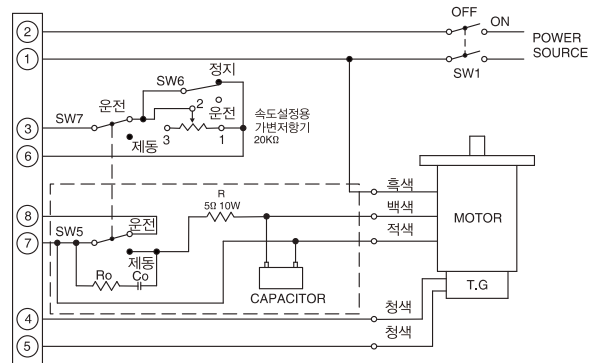 OFF
ON
② POWER
SOURCE
①
SW1
정지
SW6
운전 2 운전
속도설정용
가변저항기
20KΩ
SW7
③
제동 3 1
⑥
흑색
R
5Ω 10W
백색
MOTOR
⑧
운전
적색
SW5
⑦
제동
Ro Co
CAPACITOR
T.G
청색
④
청색
⑤